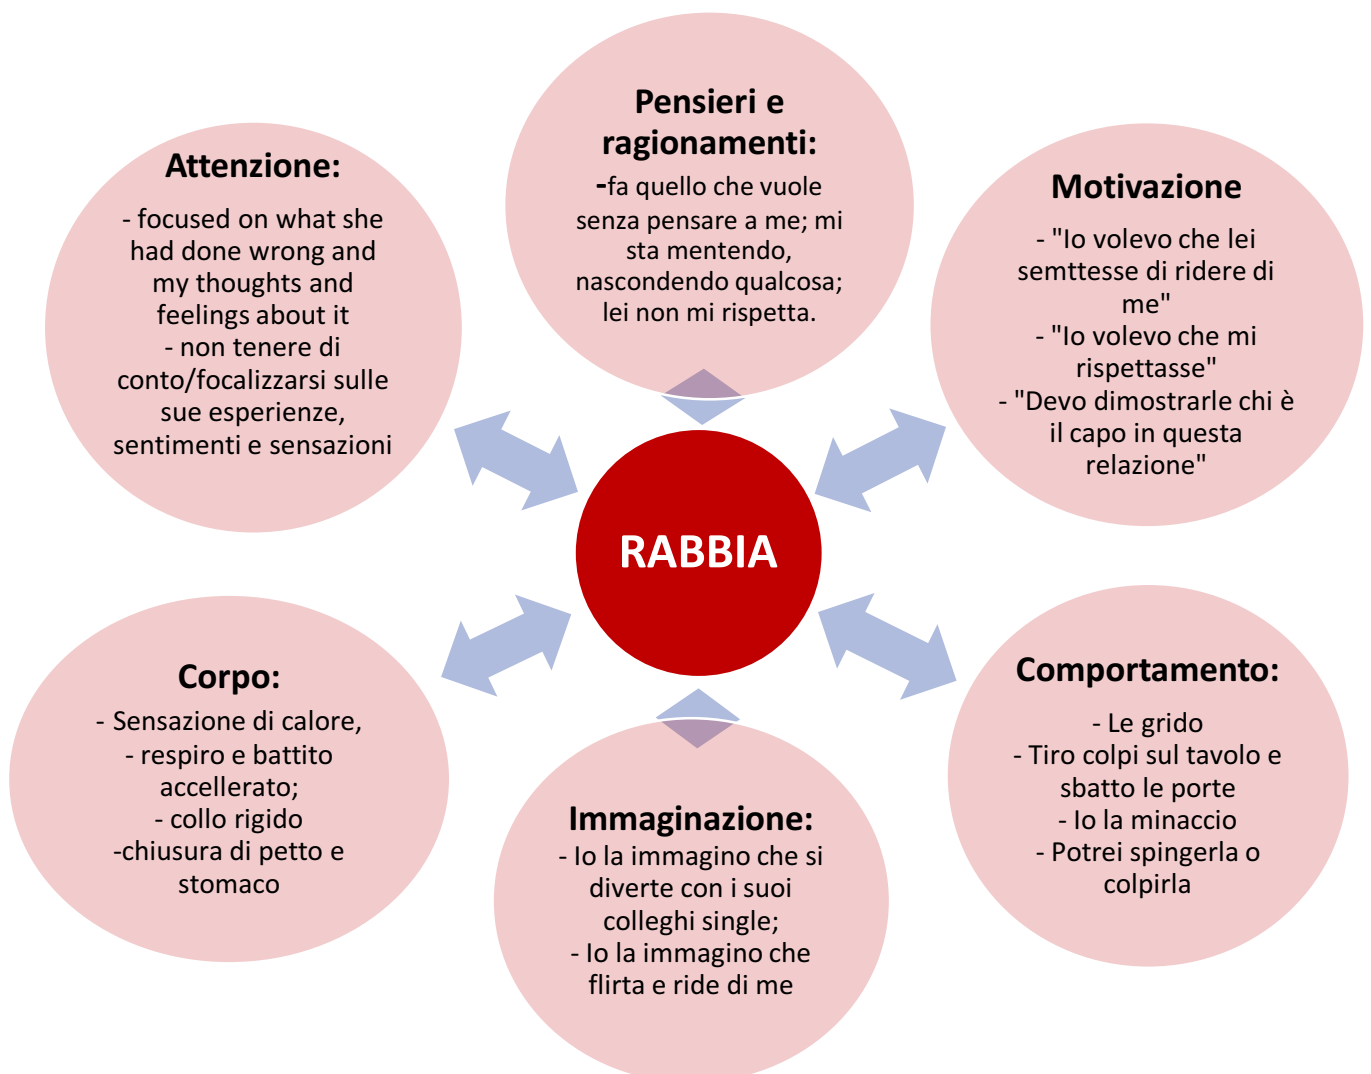 Pensieri e
ragionamenti:
-fa quello che vuole
senza pensare a me; mi
sta mentendo,
nascondendo qualcosa;
lei non mi rispetta.
Attenzione:
- focused on what she
had done wrong and
my thoughts and
feelings about it
- non tenere di
conto/focalizzarsi sulle
sue esperienze,
sentimenti e sensazioni
Motivazione
- "Io volevo che lei
semttesse di ridere di
me"
- "Io volevo che mi
rispettasse"
- "Devo dimostrarle chi è
il capo in questa
relazione"
RABBIA
Corpo:
- Sensazione di calore,
- respiro e battito
accellerato;
- collo rigido
-chiusura di petto e
stomaco
Immaginazione:
- Io la immagino che si
diverte con i suoi
colleghi single;
- Io la immagino che
flirta e ride di me
Comportamento:
- Le grido
- Tiro colpi sul tavolo e
sbatto le porte
- Io la minaccio
- Potrei spingerla o
colpirla